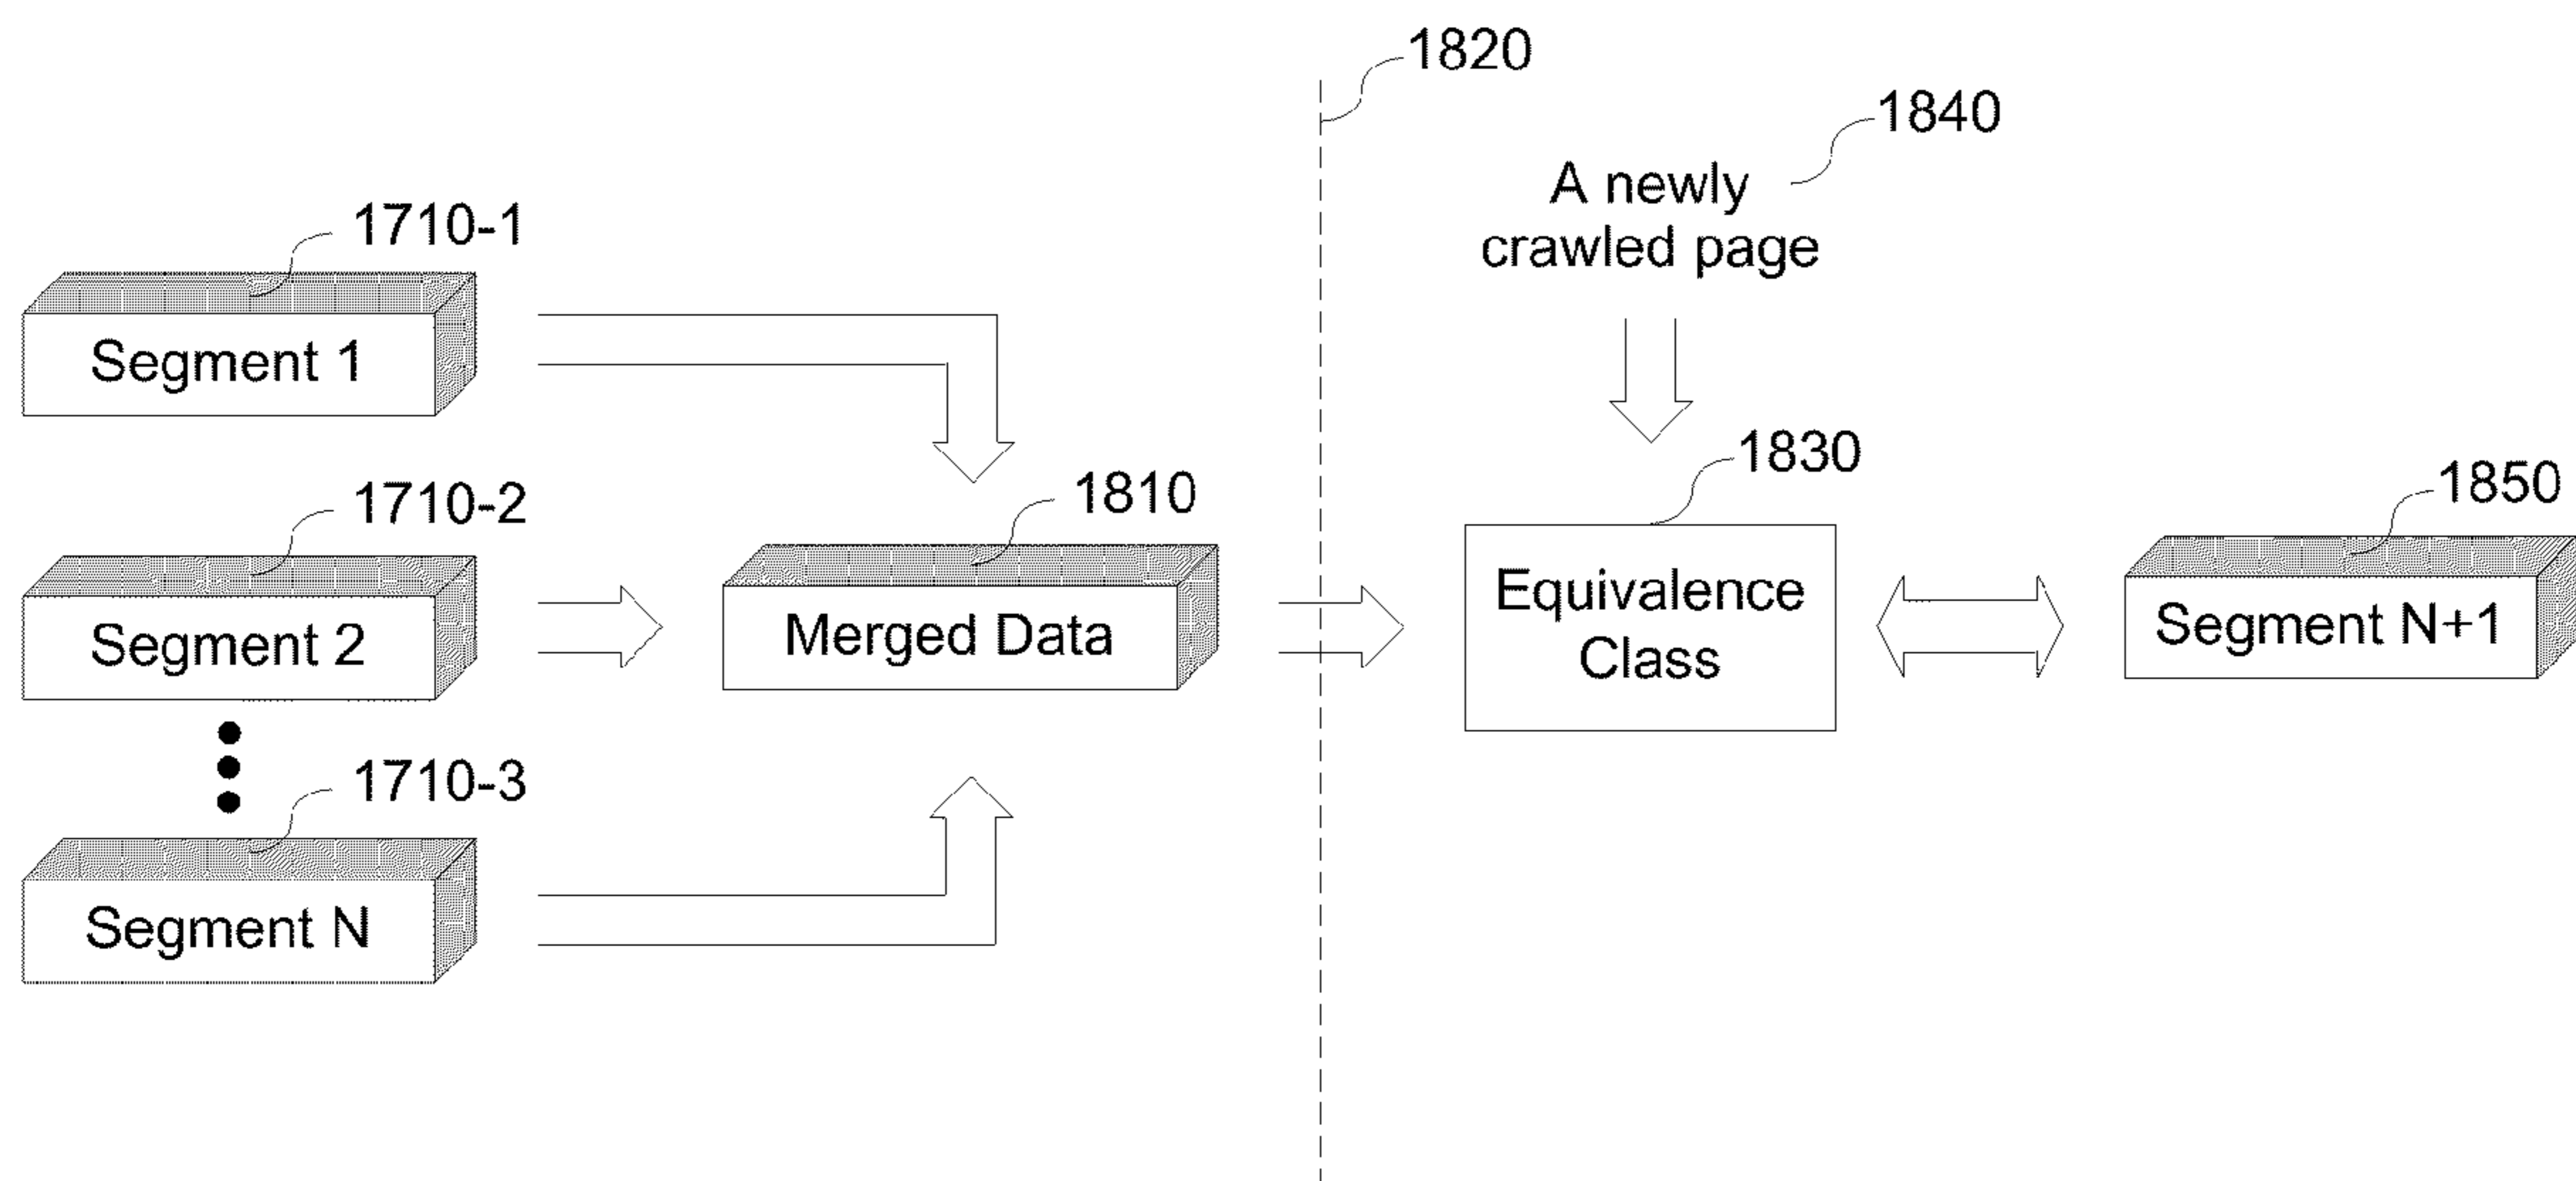 1820
1840
A newly
crawled page
1710-1
Segment 1
1830
1850
1810
1710-2
Equivalence
Class
Segment 2
Merged Data
Segment N+1
1710-3
Segment N